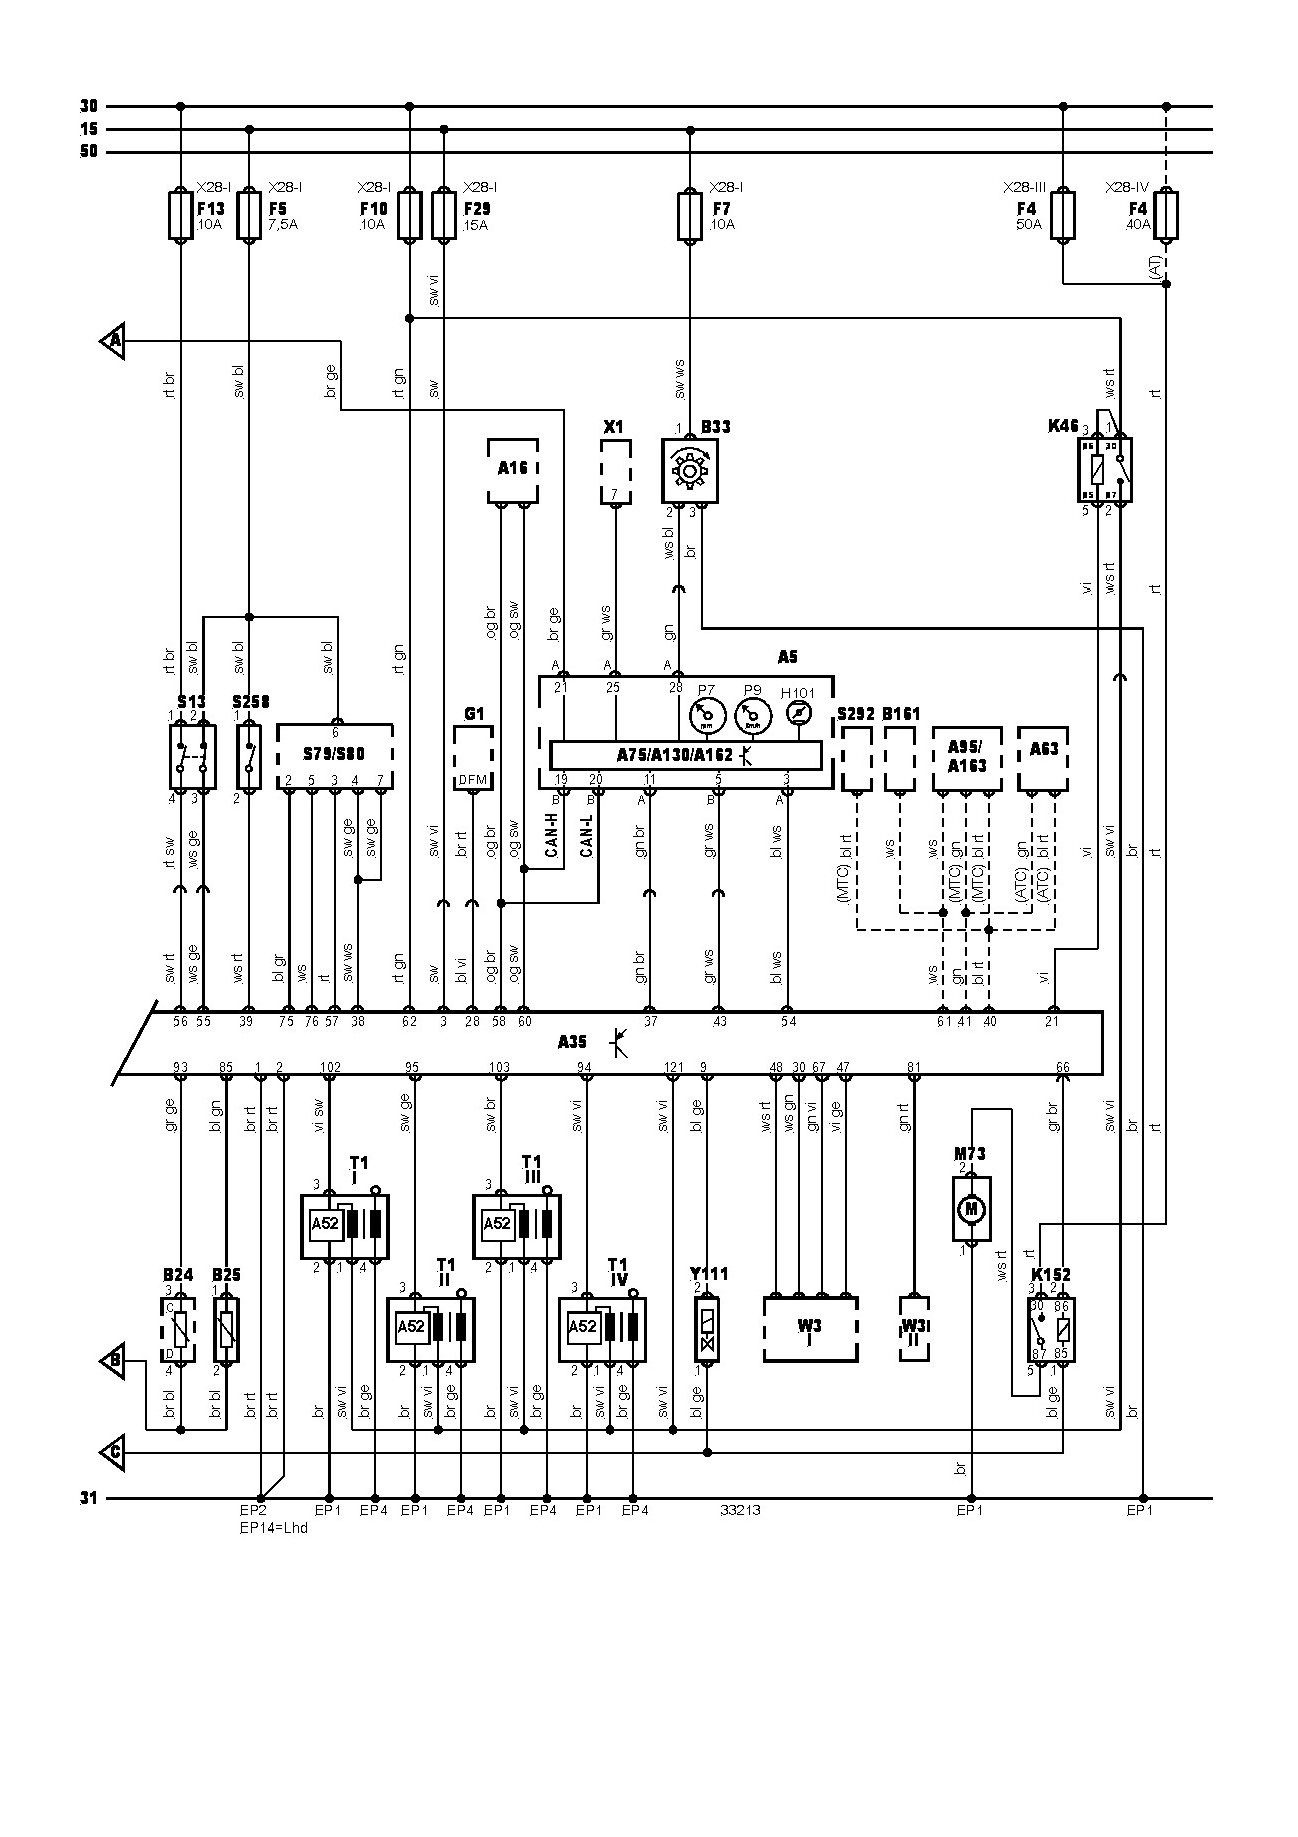 30
15
50
X28-I X28-I X28-I X28-I X28-I X28-III X28-IV
F13 F5 F10 F29 F7 F4 F4
10A 7,5A 10A 15A 10A 50A 40A
(AT)
sw vi
A
rt br sw bl br ge rt gn sw sw ws ws rt rt
X1 1 B33 K46 3 1
A16
86 30
7
85 87
2 3 5 2
ws bl br
og br og sw br ge gr ws gn vi ws rt rt
rt br sw bl sw bl sw bl rt gn
A A A A5
21 25 28 P7 P9 H101
rpm km/h
S13 S258 G1 S292 B161
1 2 1 6
S79/S80 A75/A130/A162 A95/ A63
A163
2 5 3 4 7 DFM 19 20 11 5 3
4 3 2 B B A B A
CAN-H CAN-L
rt sw ws ge sw ge sw ge sw vi br rt og br og sw gn br gr ws bl ws (MTC) bl rt ws ws (MTC) gn (MTC) bl rt (ATC) gn (ATC) bl rt vi sw vi br rt
sw rt ws ge ws rt bl gr ws rt sw ws rt gn sw bl vi og br og sw gn br gr ws bl ws ws gn bl rt vi
56 55 39 75 76 57 38 62 3 28 58 60 37 43 54 61 41 40 21
A35
93 85 1 2 102 95 103 94 121 9 48 30 67 47 81 66
gr ge bl gn br rt br rt vi sw sw ge sw br sw vi sw vi bl ge ws rt ws gn gn vi vi ge gn rt gr br sw vi br rt
T1 T1 M73
I III 2
3 3
A52 A52 M
2 1 4 2 1 4 1
ws rt rt
B24 B25 T1 T1 Y111 K152
II IV
3 1 3 3 2 3 2
C 30 86
A52 A52 W3 W3
I II
D 87 85
B
4 2 2 1 4 2 1 4 1 5 1
br bl br bl br rt br rt br sw vi br ge br sw vi br ge br sw vi br ge br sw vi br ge sw vi bl ge bl ge sw vi br
C
br
31
EP2 EP1 EP4 EP1 EP4 EP1 EP4 EP1 EP4 33213 EP1 EP1
EP14=Lhd